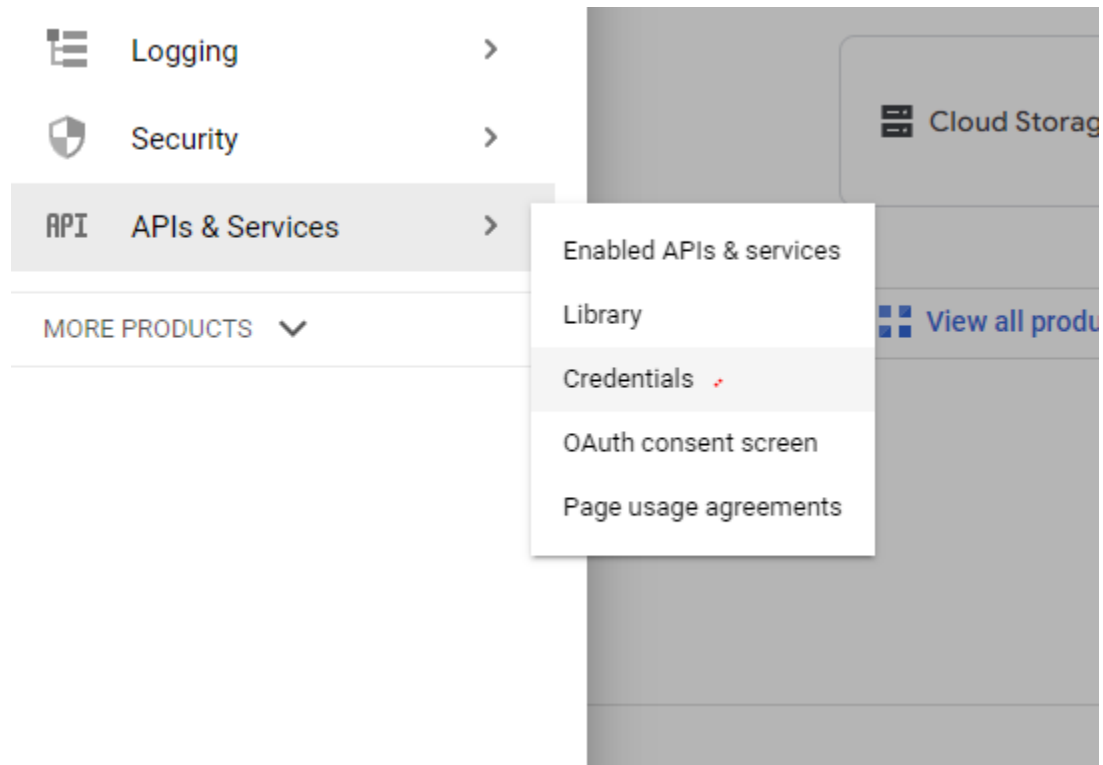 Logging
Security
API APIs & Services
MORE PRODUCTS
Enabled APIs & services
Library
Credentials
OAuth consent screen
Page usage agreements
Cloud Storag
View all produ